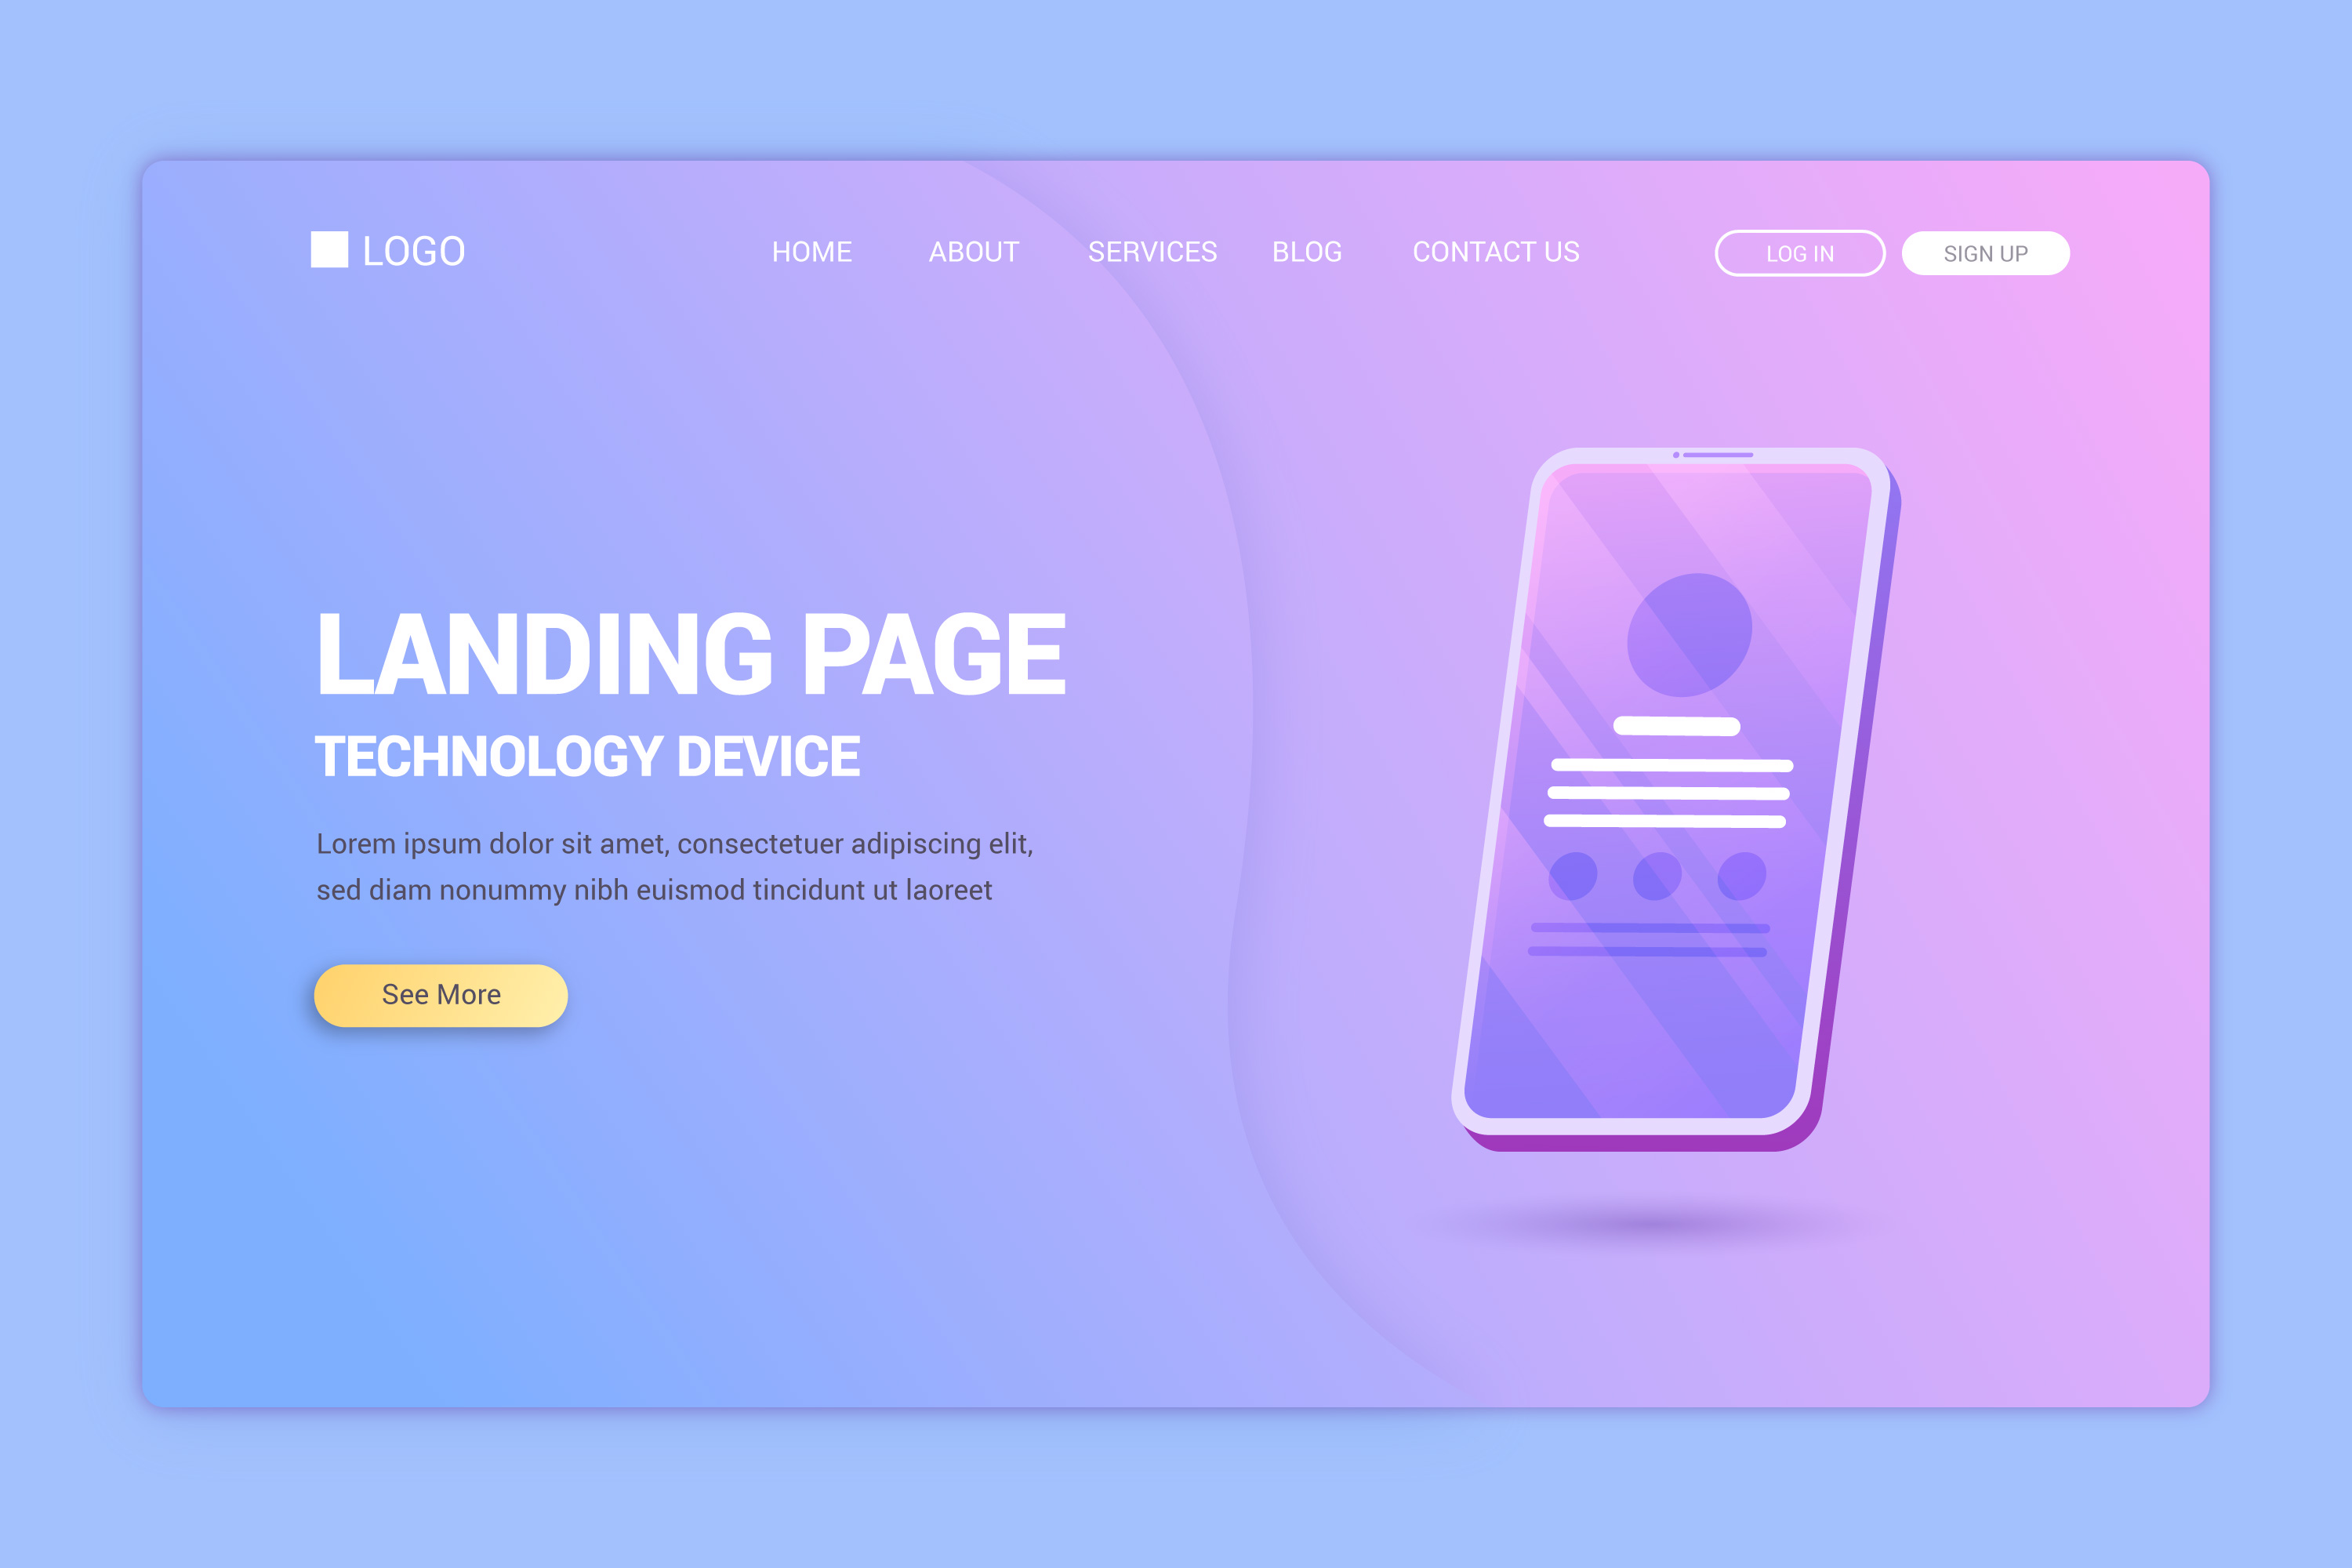 LOGO
HOME ABOUT SERVICES BLOG CONTACT US LOG IN SIGN UP
LANDING PAGE
TECHNOLOGY DEVICE
Lorem ipsum dolor sit amet, consectetuer adipiscing elit,
sed diam nonummy nibh euismod tincidunt ut laoreet
See More